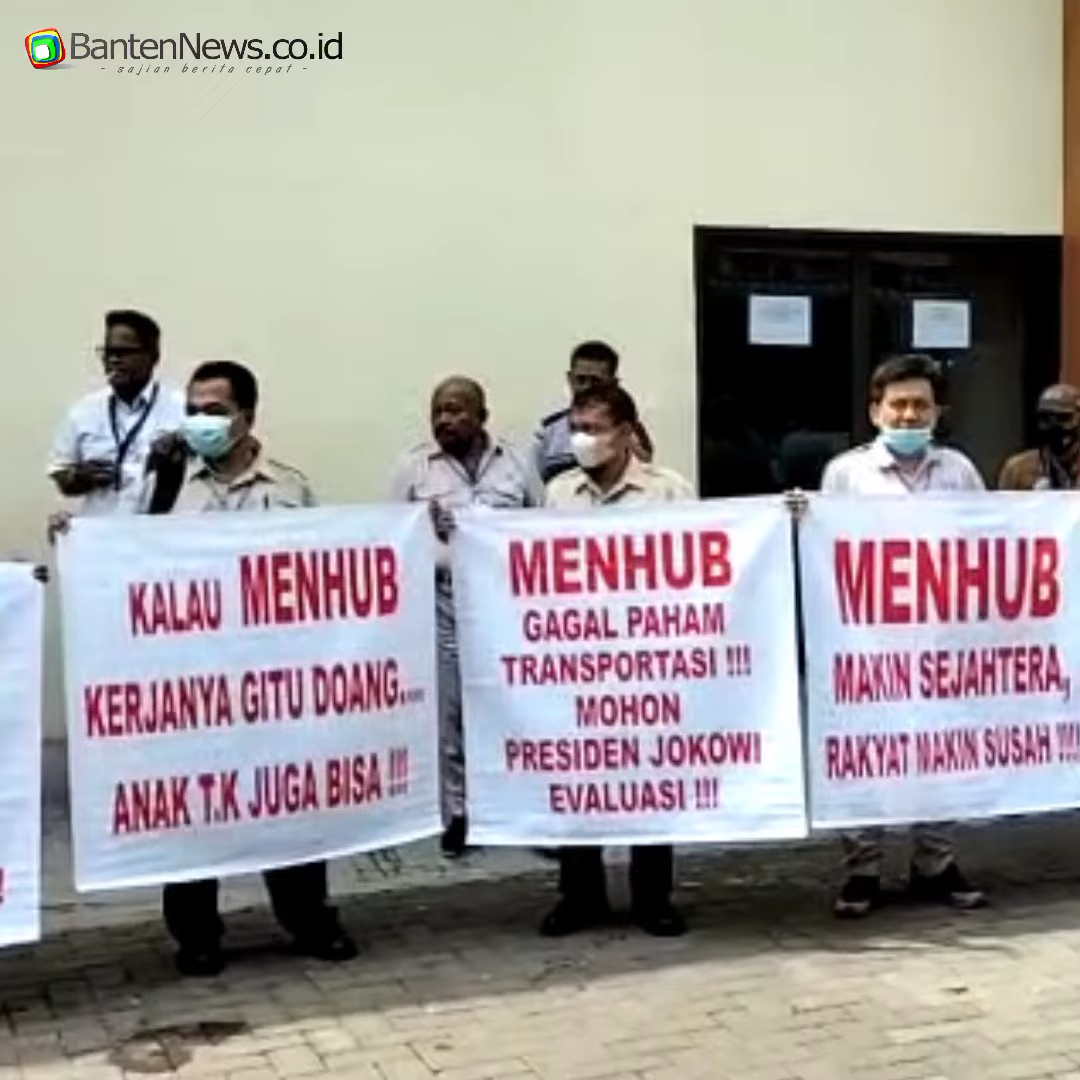 BantenNews.co.id
- sajian berita cepat -
KALAU MENHUB
KERJANYA GITU DOANG....
ANAK T.K JUGA BISA !!!
MENHUB
GAGAL PAHAM
TRANSPORTASI !!!
MOHON
PRESIDEN JOKOWI
EVALUASI !!!
MENHUB
MAKIN SEJAHTERA,
RAKYAT MAKIN SUSAH !!!!